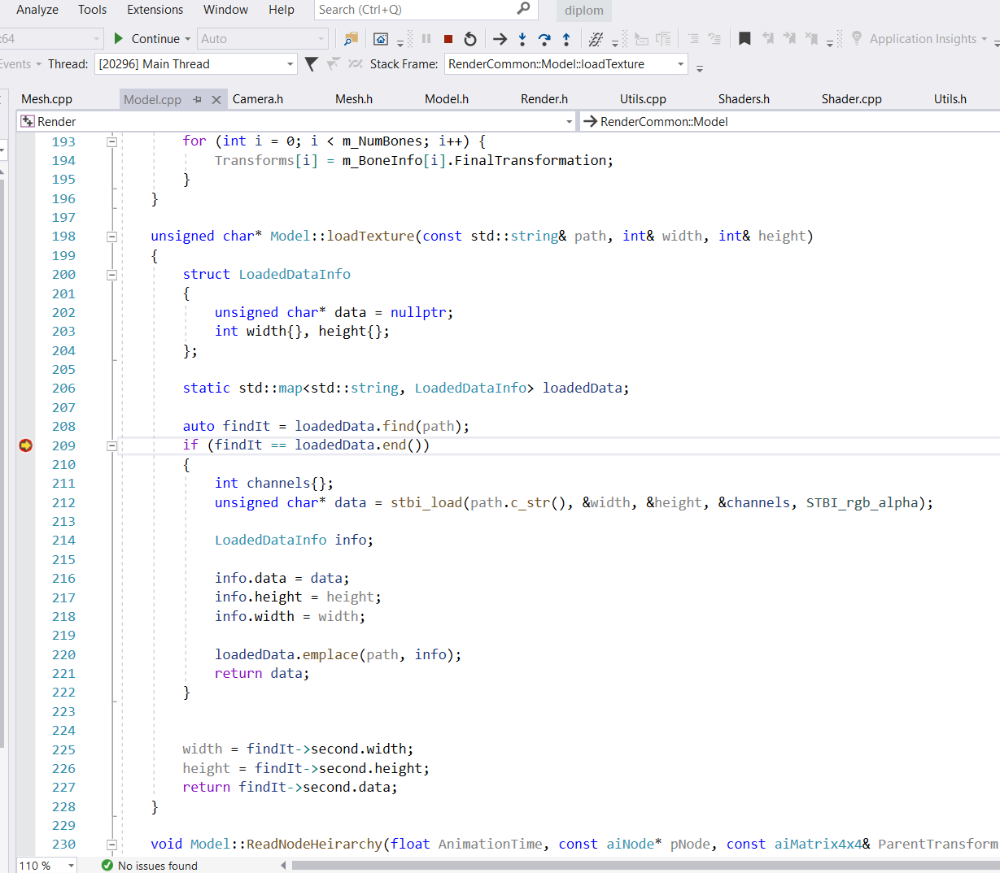 Analyze Tools Extensions Window Help Search (Ctrl+Q) diplom
x64 Continue Auto Application Insights
Events Thread: [20296] Main Thread Stack Frame: RenderCommon::Model::loadTexture
Mesh.cpp Model.cpp Camera.h Mesh.h Model.h Render.h Utils.cpp Shaders.h Shader.cpp Utils.h
Render RenderCommon::Model
193 for (int i = 0; i < m_NumBones; i++) {
194 Transforms[i] = m_BoneInfo[i].FinalTransformation;
195 }
196 }
197
198 unsigned char* Model::loadTexture(const std::string& path, int& width, int& height)
199 {
200 struct LoadedDataInfo
201 {
202 unsigned char* data = nullptr;
203 int width{}, height{};
204 };
205
206 static std::map<std::string, LoadedDataInfo> loadedData;
207
208 auto findIt = loadedData.find(path);
209 if (findIt == loadedData.end())
210 {
211 int channels{};
212 unsigned char* data = stbi_load(path.c_str(), &width, &height, &channels, STBI_rgb_alpha);
213
214 LoadedDataInfo info;
215
216 info.data = data;
217 info.height = height;
218 info.width = width;
219
220 loadedData.emplace(path, info);
221 return data;
222 }
223
224
225 width = findIt->second.width;
226 height = findIt->second.height;
227 return findIt->second.data;
228 }
229
230 void Model::ReadNodeHeirarchy(float AnimationTime, const aiNode* pNode, const aiMatrix4x4& ParentTransform
110 % No issues found